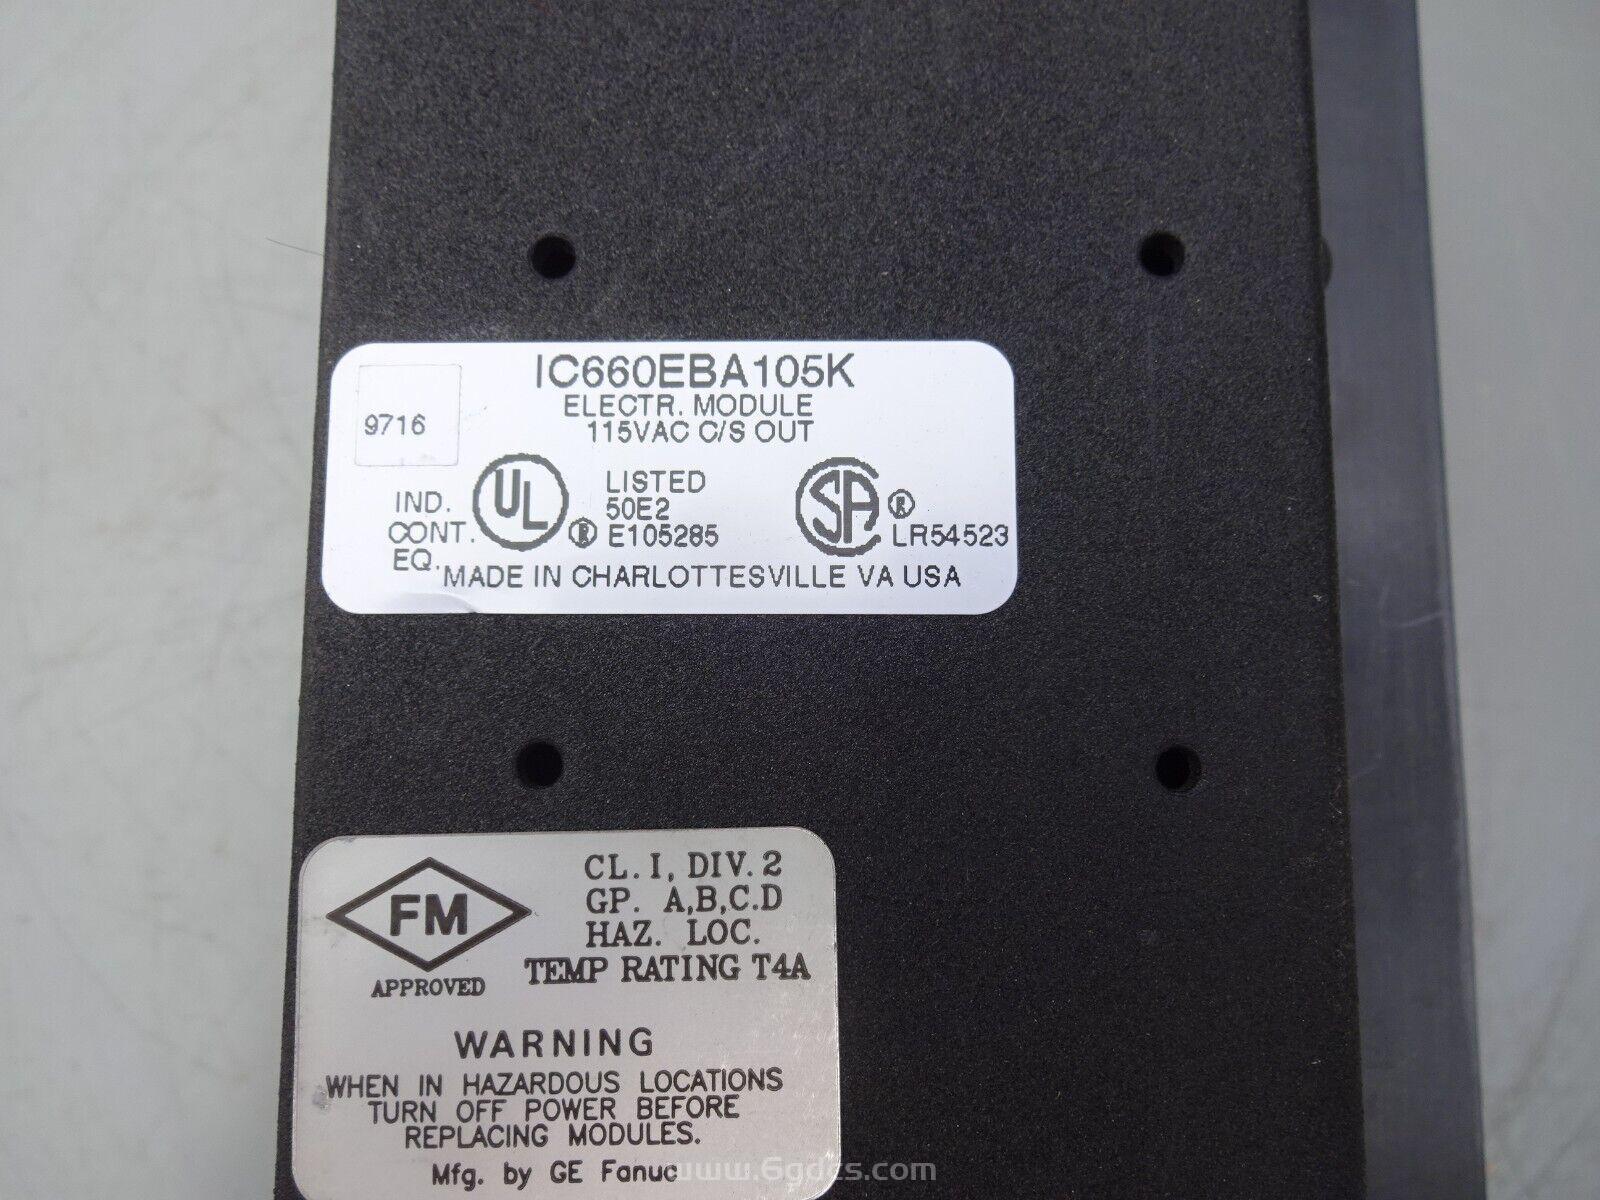 IC660EBA105K
ELECTR. MODULE
115VAC C/S OUT
9716
IND.
CONT.
EQ.
UL
®
LISTED
50E2
E105285
SA
®
LR54523
MADE IN CHARLOTTESVILLE VA USA
FM
APPROVED
CL. I, DIV. 2
GP. A,B,C.D
HAZ. LOC.
TEMP RATING T4A
WARNING
WHEN IN HAZARDOUS LOCATIONS
TURN OFF POWER BEFORE
REPLACING MODULES.
Mfg. by GE Fanuc
www.6gdcs.com